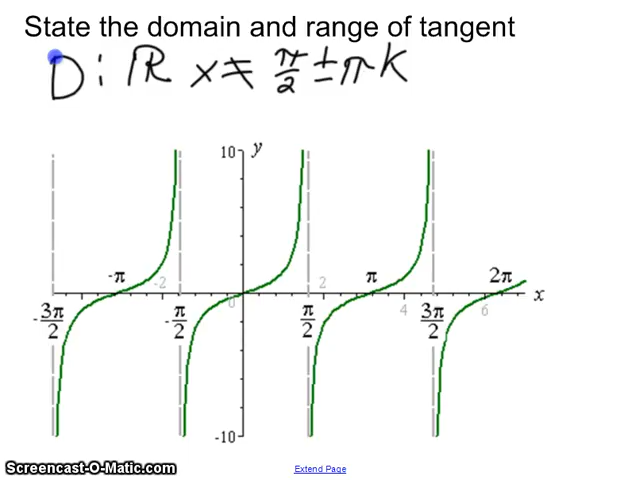 State the domain and range of tangent
D: ℝ x ≠ π/2 ± πK
10 y
-π -2 0 2 π 2π x
-3π/2 -π/2 π/2 4 3π/2 6
-10
Screencast-O-Matic.com Extend Page